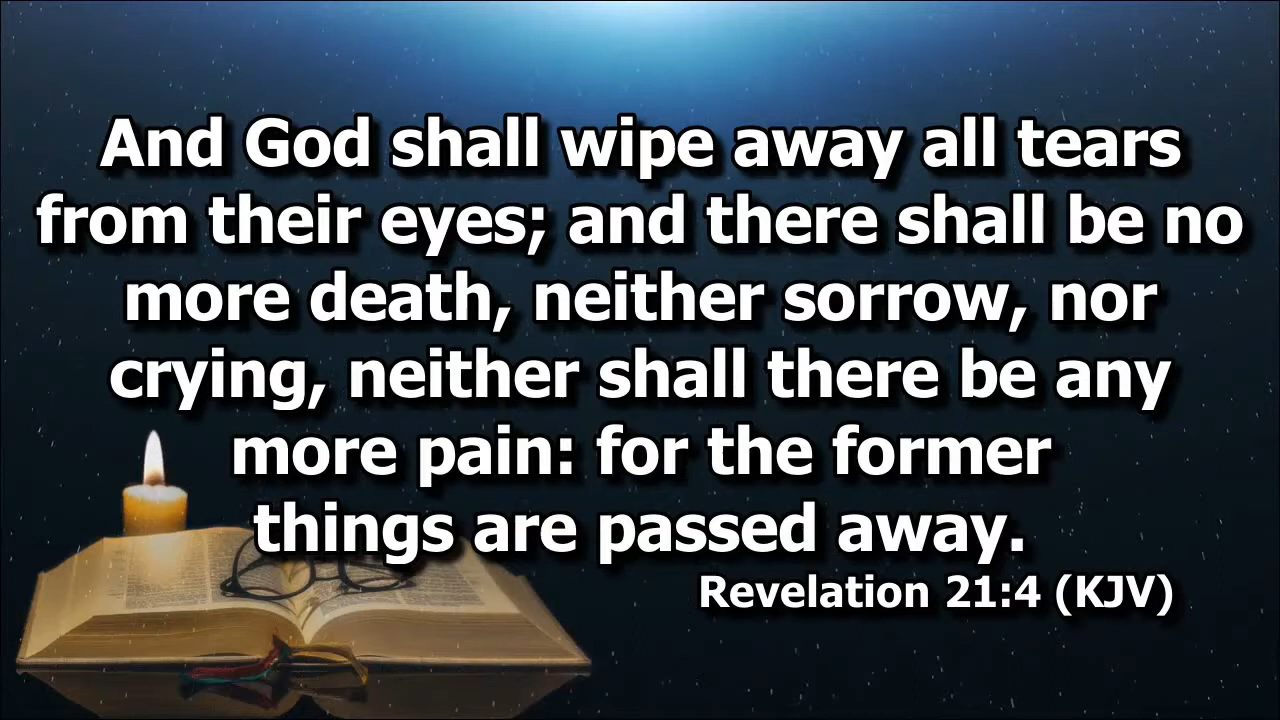 And God shall wipe away all tears
from their eyes; and there shall be no
more death, neither sorrow, nor
crying, neither shall there be any
more pain: for the former
things are passed away.
Revelation 21:4 (KJV)